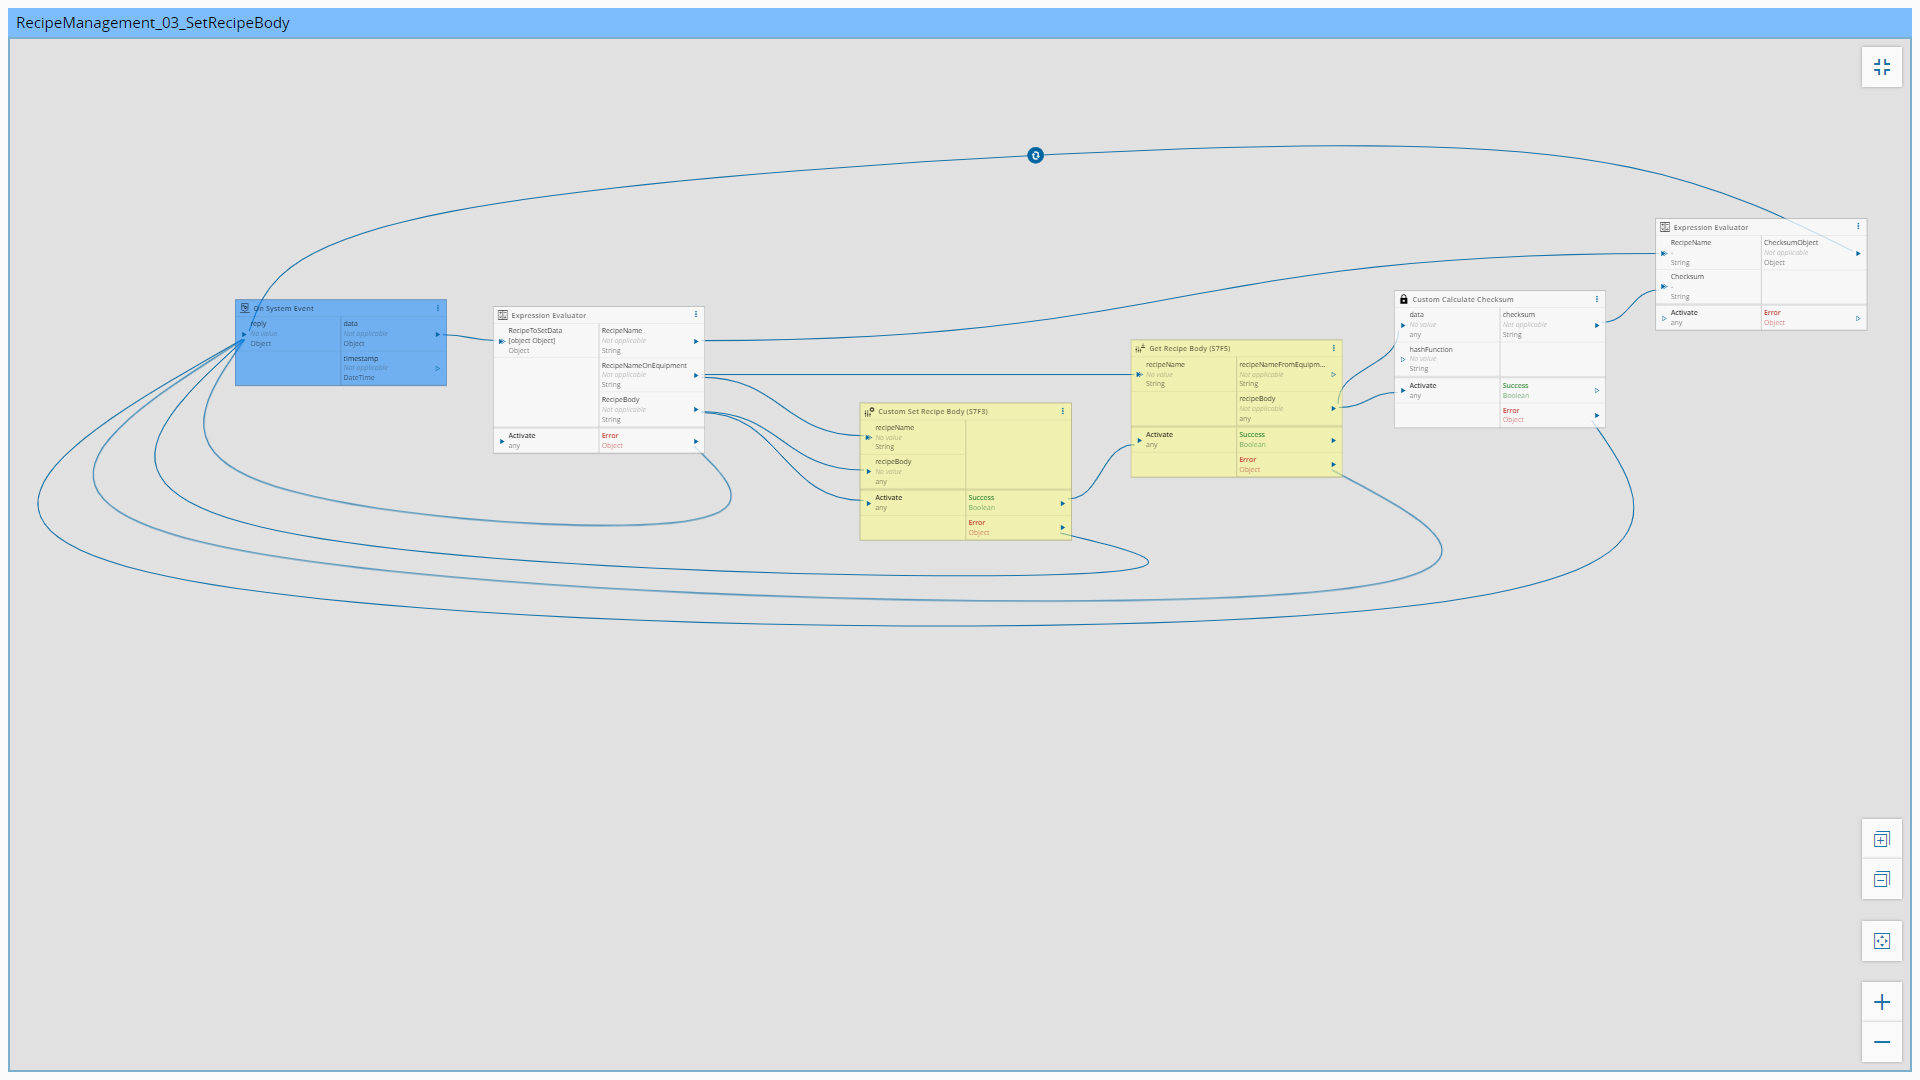 RecipeManagement_03_SetRecipeBody
On System Event
reply
No value
Object
data
Not applicable
Object
timestamp
Not applicable
DateTime
Expression Evaluator
RecipeToSetData
[object Object]
Object
RecipeName
Not applicable
String
RecipeNameOnEquipment
Not applicable
String
RecipeBody
Not applicable
String
Activate
any
Error
Object
Custom Set Recipe Body (S7F3)
recipeName
No value
String
recipeBody
No value
any
Activate
any
Success
Boolean
Error
Object
Get Recipe Body (S7F5)
recipeName
No value
String
recipeNameFromEquipm...
Not applicable
String
recipeBody
Not applicable
any
Activate
any
Success
Boolean
Error
Object
Custom Calculate Checksum
data
No value
any
hashFunction
No value
String
checksum
Not applicable
String
Activate
any
Success
Boolean
Error
Object
Expression Evaluator
RecipeName
-
String
Checksum
-
String
ChecksumObject
Not applicable
Object
Activate
any
Error
Object